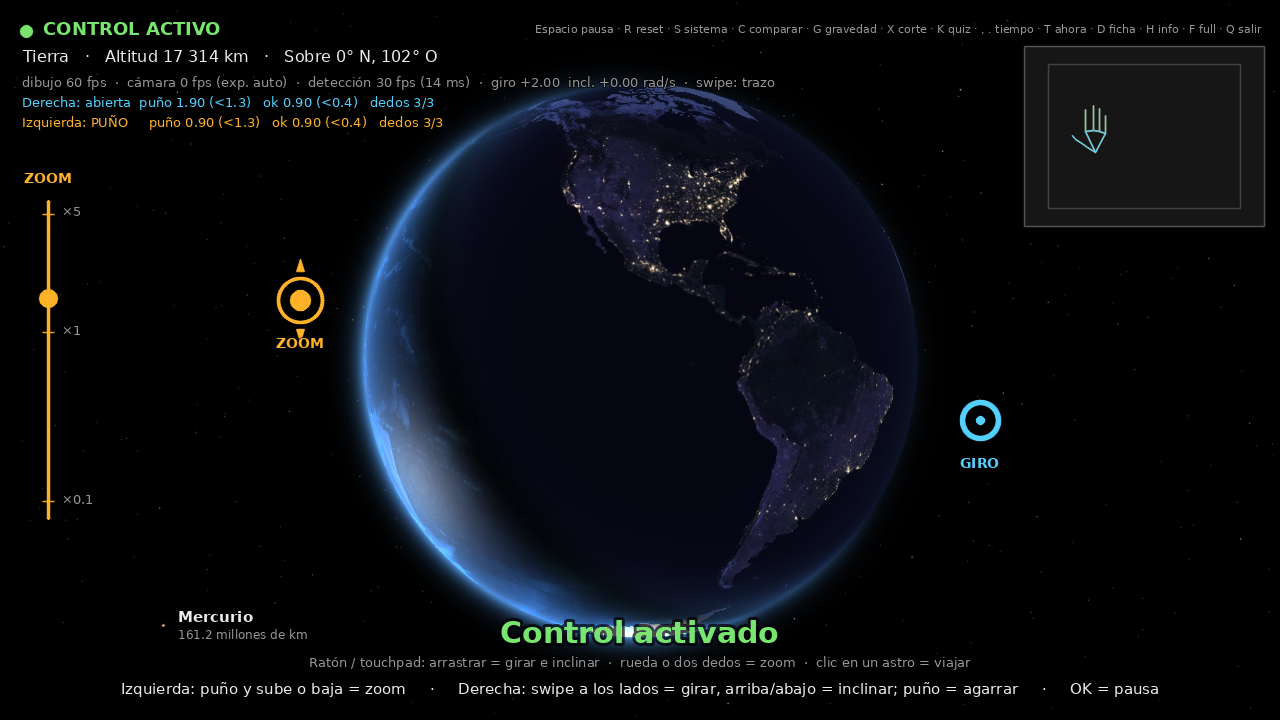 CONTROL ACTIVO
Espacio pausa · R reset · S sistema · C comparar · G gravedad · X corte · K quiz · , . tiempo · T ahora · D ficha · H info · F full · Q salir
Tierra · Altitud 17 314 km · Sobre 0° N, 102° O
dibujo 60 fps · cámara 0 fps (exp. auto) · detección 30 fps (14 ms) · giro +2.00 incl. +0.00 rad/s · swipe: trazo
Derecha: abierta puño 1.90 (<1.3) ok 0.90 (<0.4) dedos 3/3
Izquierda: PUÑO puño 0.90 (<1.3) ok 0.90 (<0.4) dedos 3/3
ZOOM
×5
×1
×0.1
ZOOM
GIRO
Mercurio
161.2 millones de km
Control activado
Ratón / touchpad: arrastrar = girar e inclinar · rueda o dos dedos = zoom · clic en un astro = viajar
Izquierda: puño y sube o baja = zoom · Derecha: swipe a los lados = girar, arriba/abajo = inclinar; puño = agarrar · OK = pausa